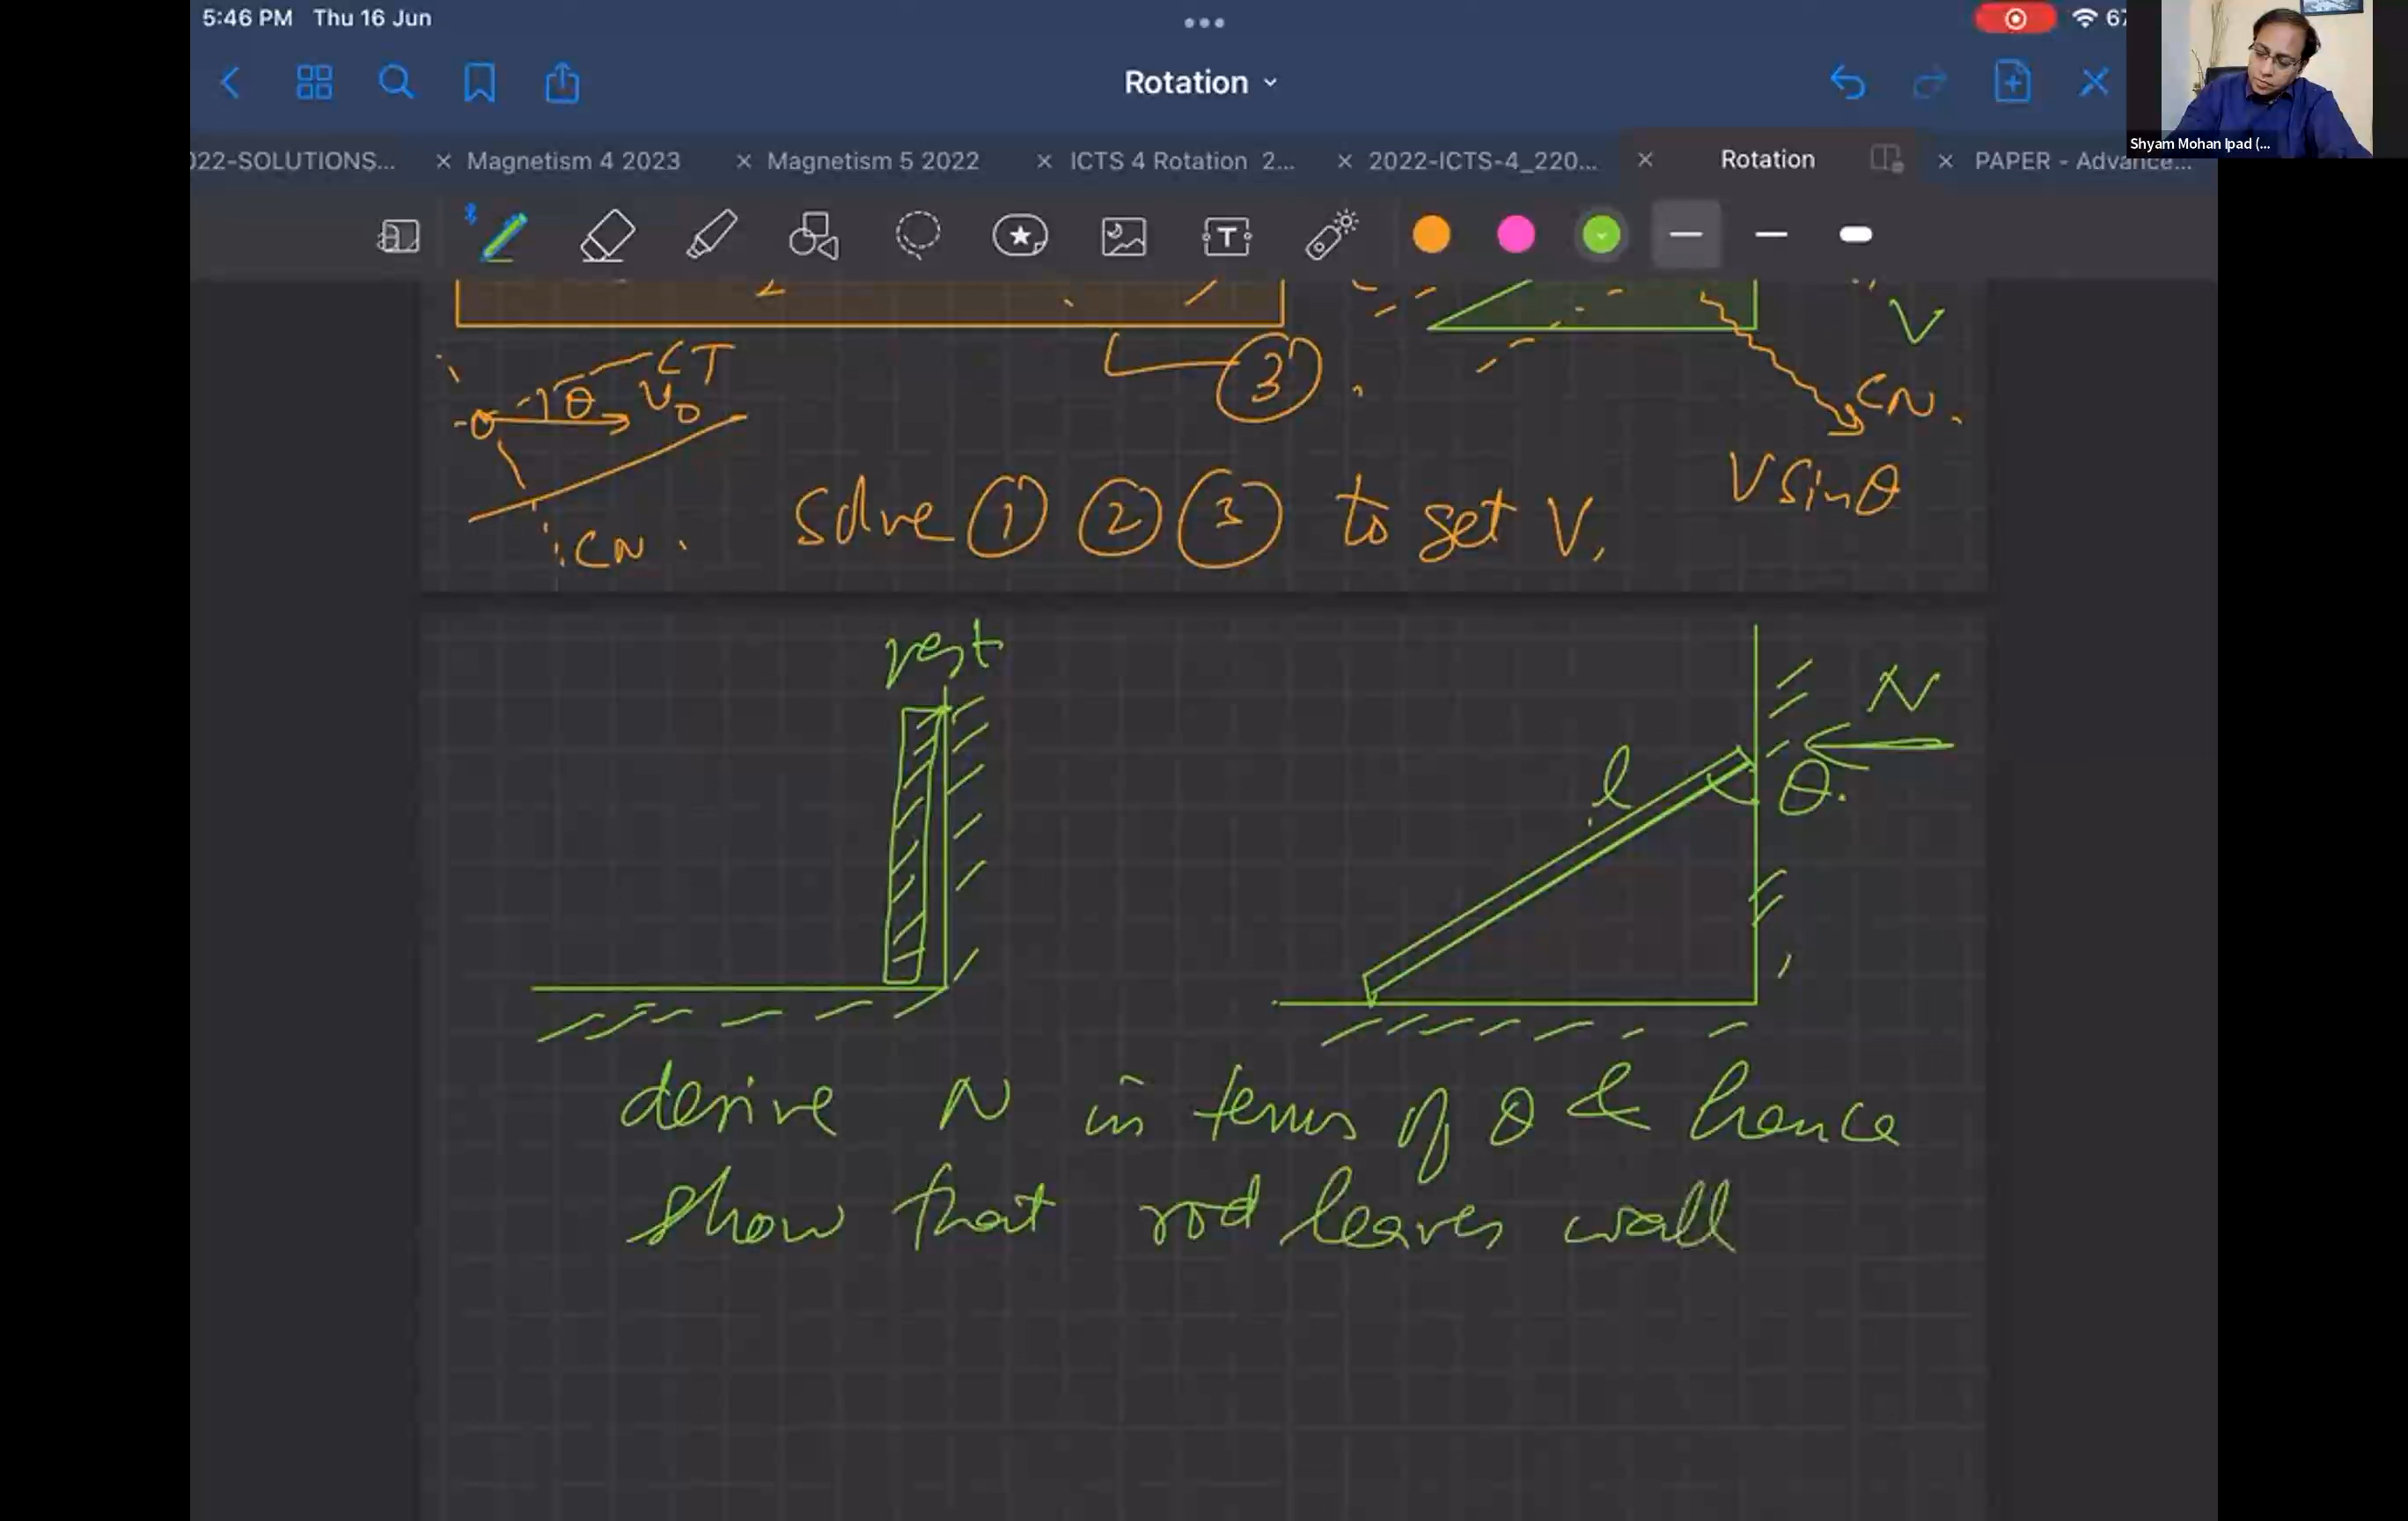 5:46 PM Thu 16 Jun
Rotation
022-SOLUTIONS... Magnetism 4 2023 Magnetism 5 2022 ICTS 4 Rotation 2... 2022-ICTS-4_220... Rotation PAPER - Advance...
Shyam Mohan Ipad (...
T
CT
θ
V0
3
V
CN.
CN.
V sinθ
Solve 1 2 3 to get V,
rest
N
l
θ.
derive N in terms of θ & hence
show that rod leaves wall